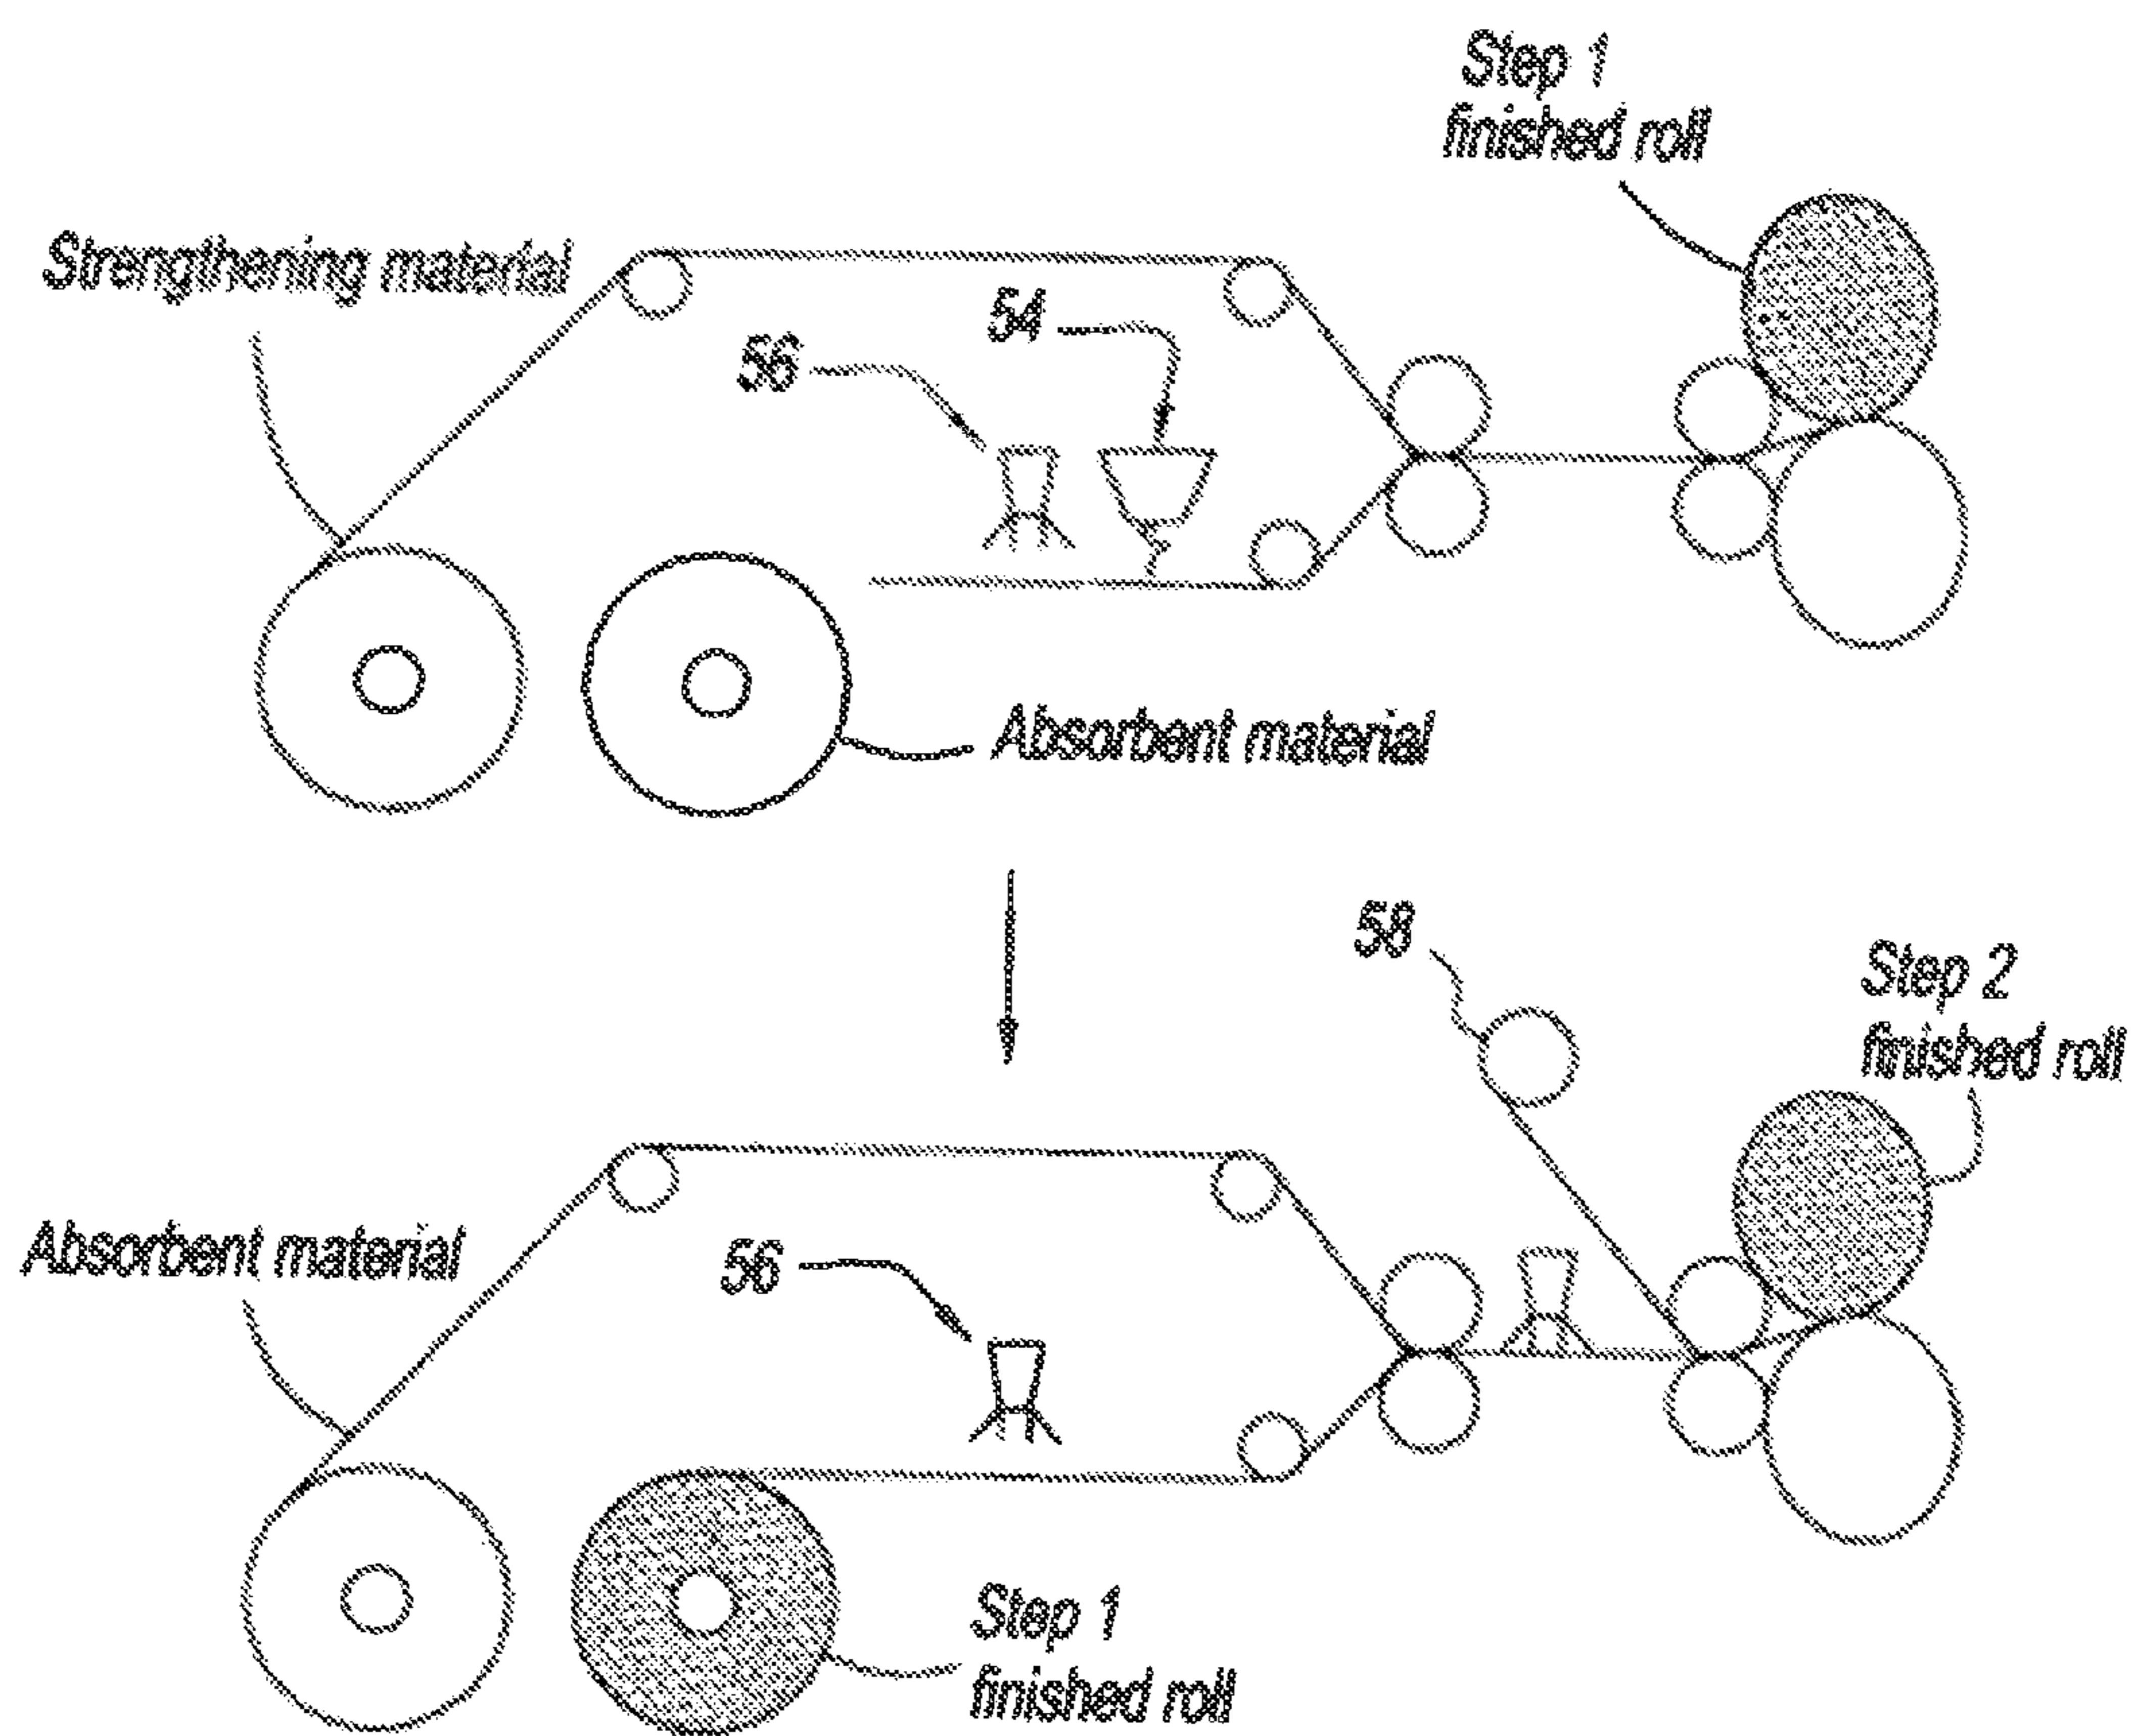 Step 1
finished roll
Strengthening material
54
56
Absorbent material
58
Step 2
finished roll
Absorbent material
56
Step 1
finished roll